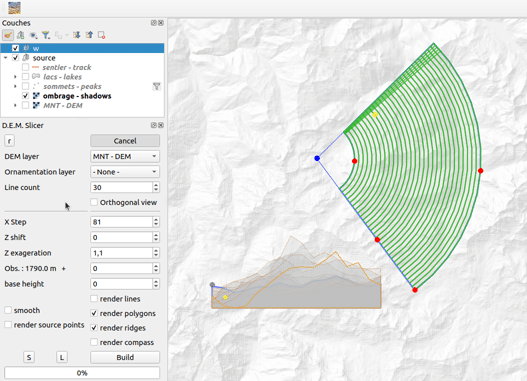 Couches
w
source
sentier - track
lacs - lakes
sommets - peaks
ombrage - shadows
MNT - DEM
D.E.M. Slicer
r
Cancel
DEM layer
MNT - DEM
Ornamentation layer
- None -
Line count
30
Orthogonal view
X Step
81
Z shift
0
Z exageration
1,1
Obs. : 1790.0 m +
0
base height
0
render lines
smooth
render polygons
render source points
render ridges
render compass
S
L
Build
0%